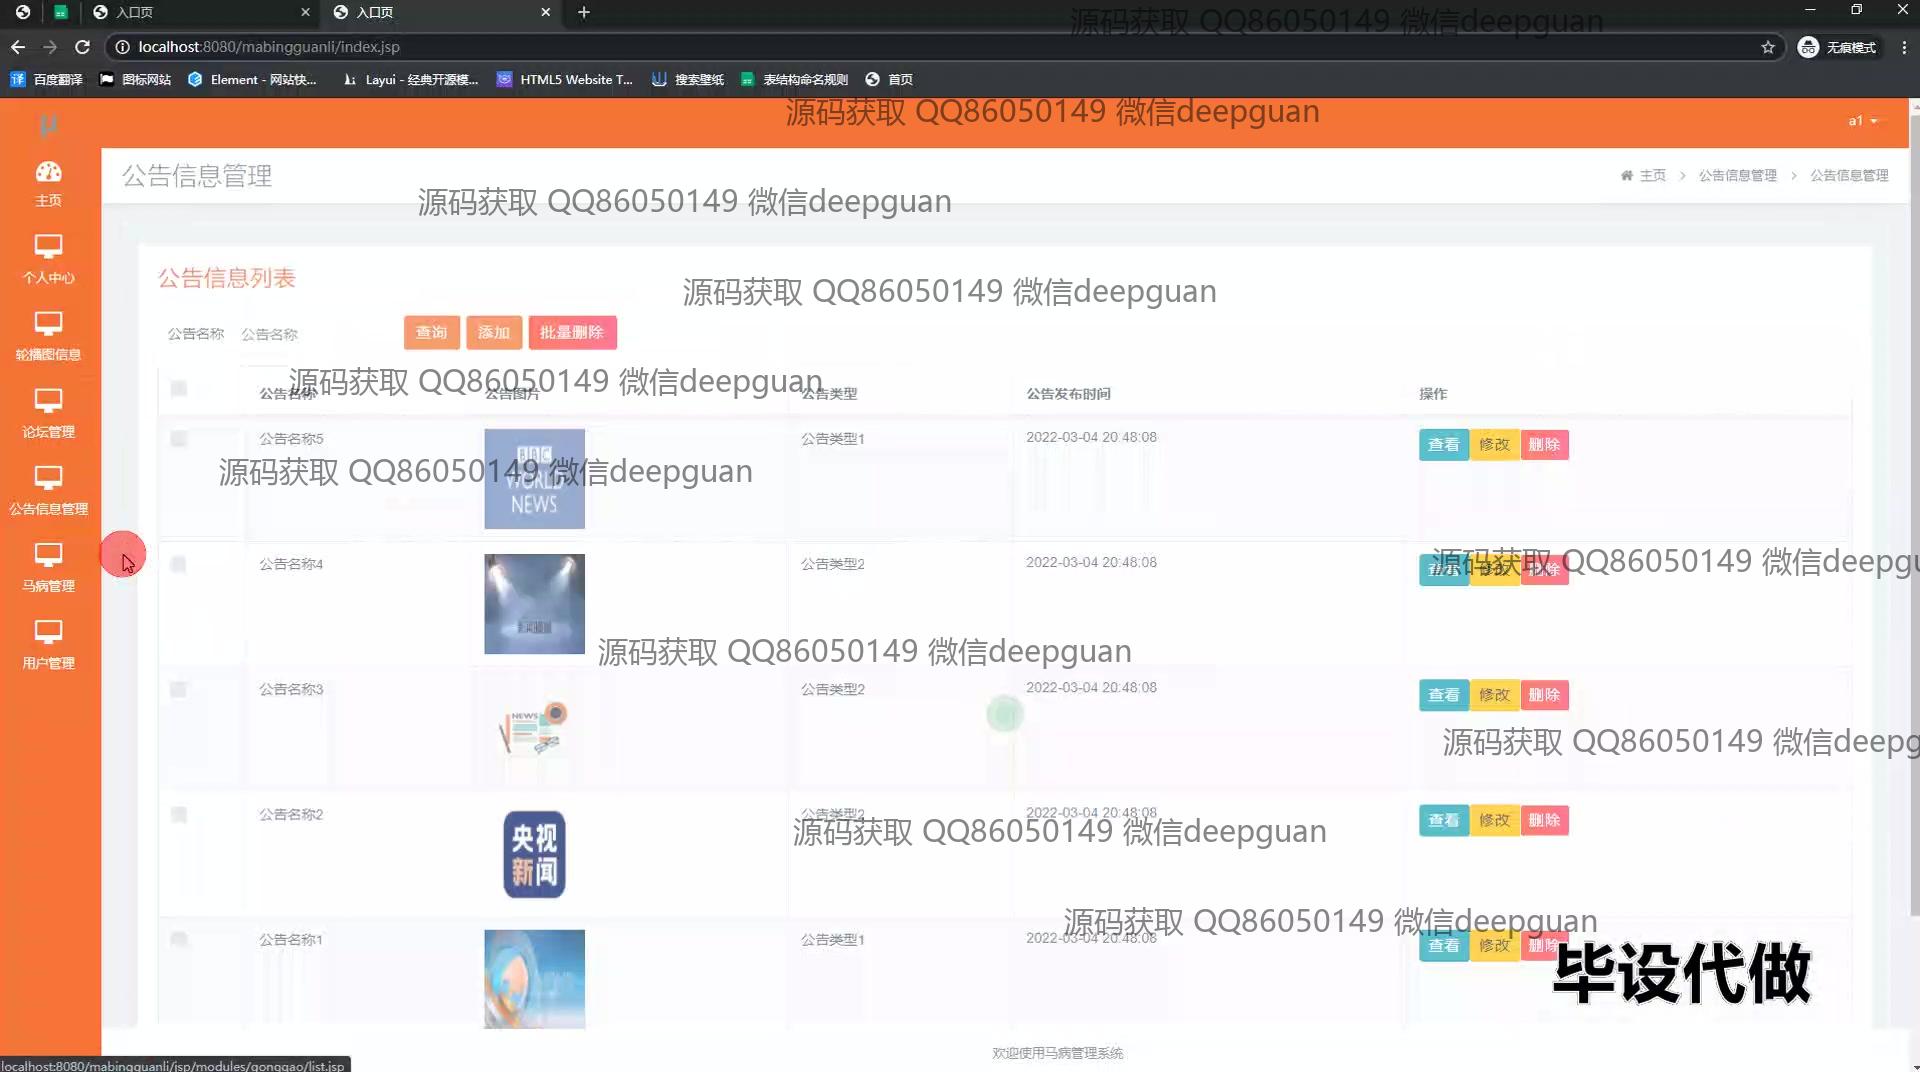 入口页
入口页
源码获取 QQ86050149 微信deepguan
localhost:8080/mabingguanli/index.jsp
无痕模式
百度翻译
图标网站
Element - 网站快...
Layui - 经典开源模...
HTML5 Website T...
搜索壁纸
表结构命名规则
首页
源码获取 QQ86050149 微信deepguan
a1
公告信息管理
主页 > 公告信息管理 > 公告信息管理
源码获取 QQ86050149 微信deepguan
主页
个人中心
轮播图信息
论坛管理
公告信息管理
马病管理
用户管理
公告信息列表
源码获取 QQ86050149 微信deepguan
公告名称 公告名称 查询 添加 批量删除
源码获取 QQ86050149 微信deepguan
公告名称 公告图片 公告类型 公告发布时间 操作
公告名称5 公告类型1 2022-03-04 20:48:08 查看 修改 删除
BBC
WORLD
NEWS
源码获取 QQ86050149 微信deepguan
公告名称4 公告类型2 2022-03-04 20:48:08 查看 修改 删除
源码获取 QQ86050149 微信deepgu
源码获取 QQ86050149 微信deepguan
公告名称3 公告类型2 2022-03-04 20:48:08 查看 修改 删除
NEWS
源码获取 QQ86050149 微信deepg
公告名称2 公告类型2 2022-03-04 20:48:08 查看 修改 删除
央视
新闻
源码获取 QQ86050149 微信deepguan
源码获取 QQ86050149 微信deepguan
公告名称1 公告类型1 2022-03-04 20:48:08 查看 修改 删除
毕设代做
欢迎使用马病管理系统
localhost:8080/mabingguanli/jsp/modules/gonggao/list.jsp